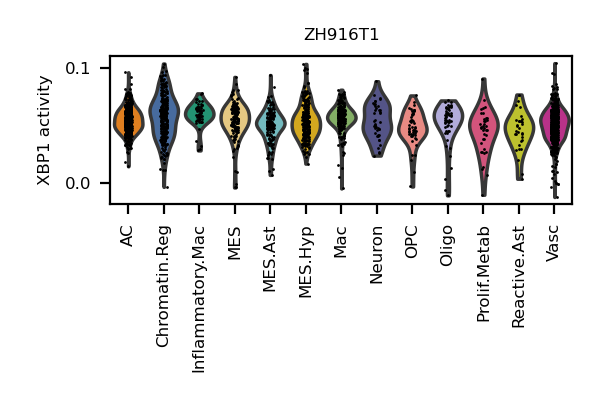 ZH916T1
XBP1 activity
0.1
0.0
AC
Chromatin.Reg
Inflammatory.Mac
MES
MES.Ast
MES.Hyp
Mac
Neuron
OPC
Oligo
Prolif.Metab
Reactive.Ast
Vasc